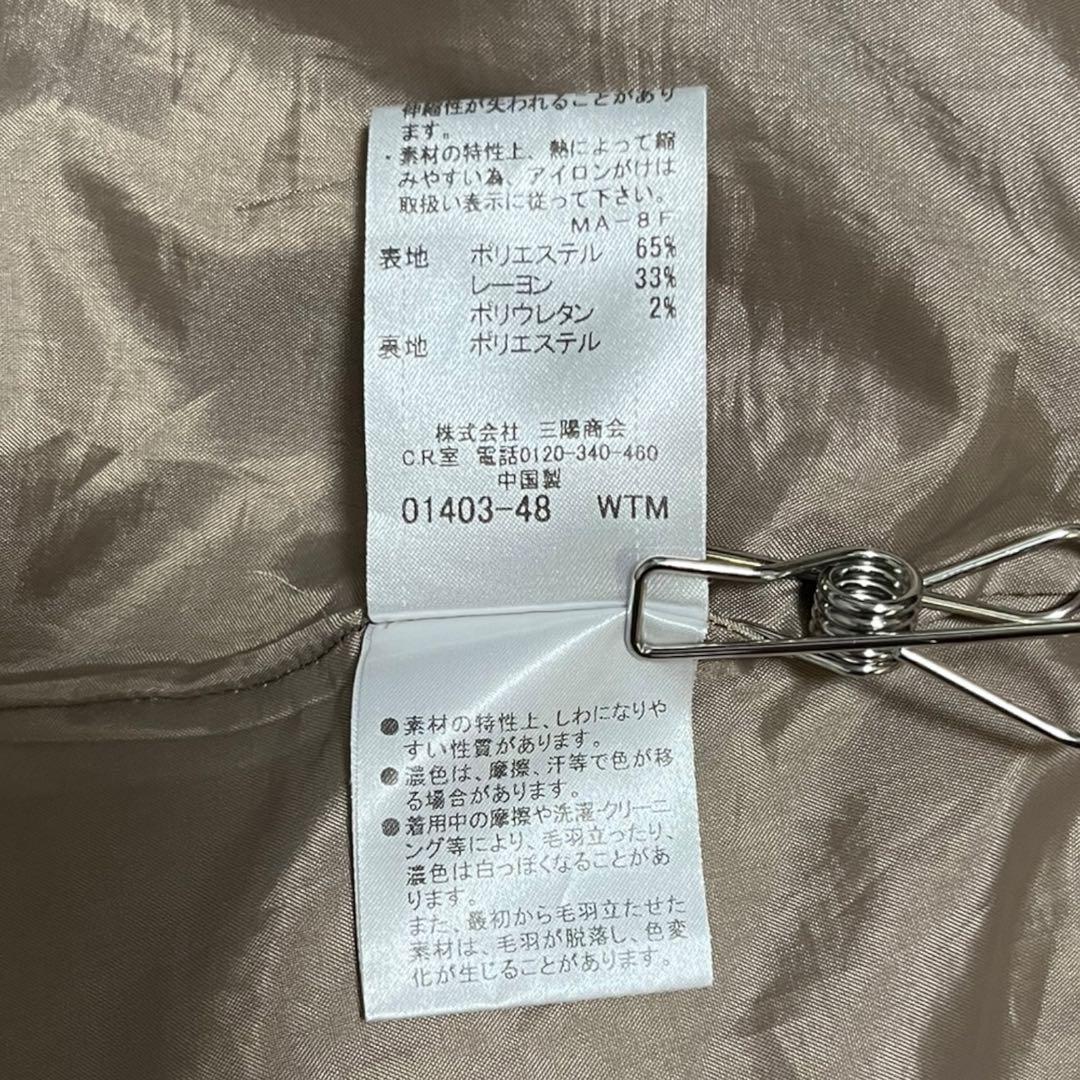 伸縮性が失われることがあり
ます。
・素材の特性上、熱によって縮
みやすい為、アイロンがけは
取扱い表示に従って下さい。
MA-8F
表地 ポリエステル 65%
レーヨン 33%
ポリウレタン 2%
裏地 ポリエステル
株式会社 三陽商会
C.R室 電話0120-340-460
中国製
01403-48 WTM
●素材の特性上、しわになりや
すい性質があります。
●濃色は、摩擦、汗等で色が移
る場合があります。
●着用中の摩擦や洗濯・クリーニ
ング等により、毛羽立ったり、
濃色は白っぽくなることがあ
ります。
また、最初から毛羽立たせた
素材は、毛羽が脱落し、色変
化が生じることがあります。